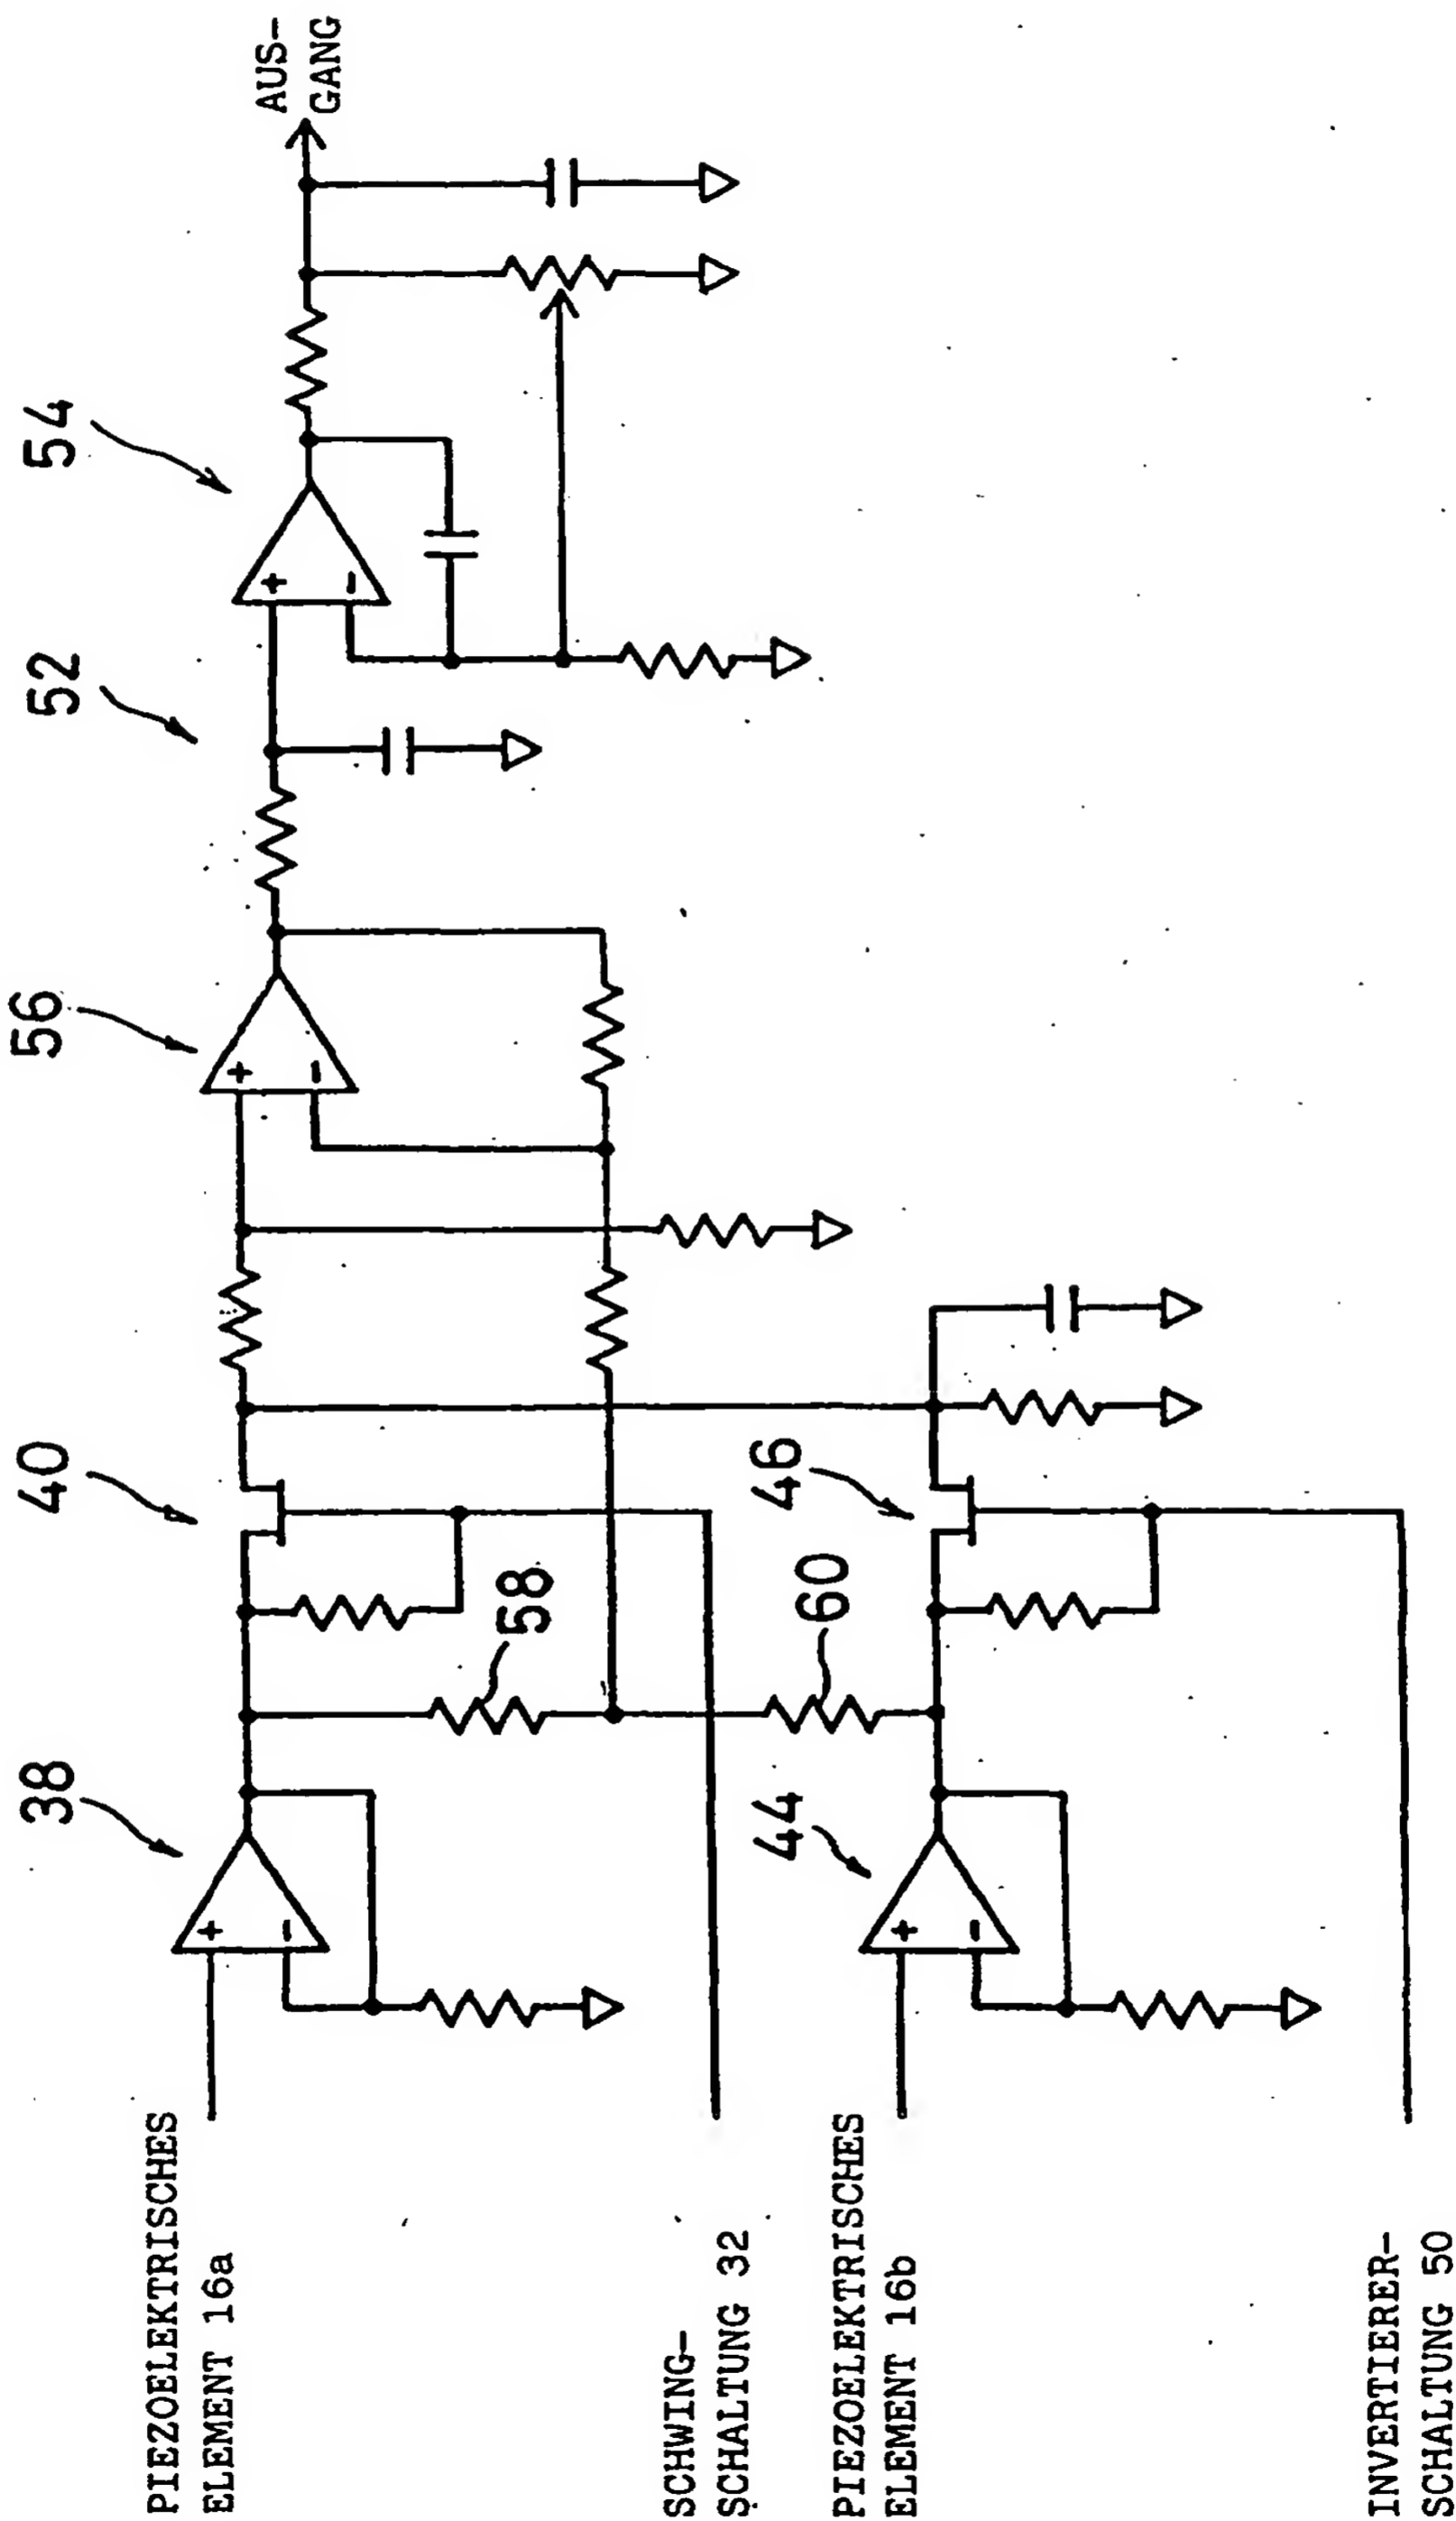 PIEZOELEKTRISCHES
ELEMENT 16a
38
+
-
58
40
56
+
-
52
54
+
-
AUS-
GANG
SCHWING-
SCHALTUNG 32
PIEZOELEKTRISCHES
ELEMENT 16b
44
+
-
60
46
INVERTIERER-
SCHALTUNG 50